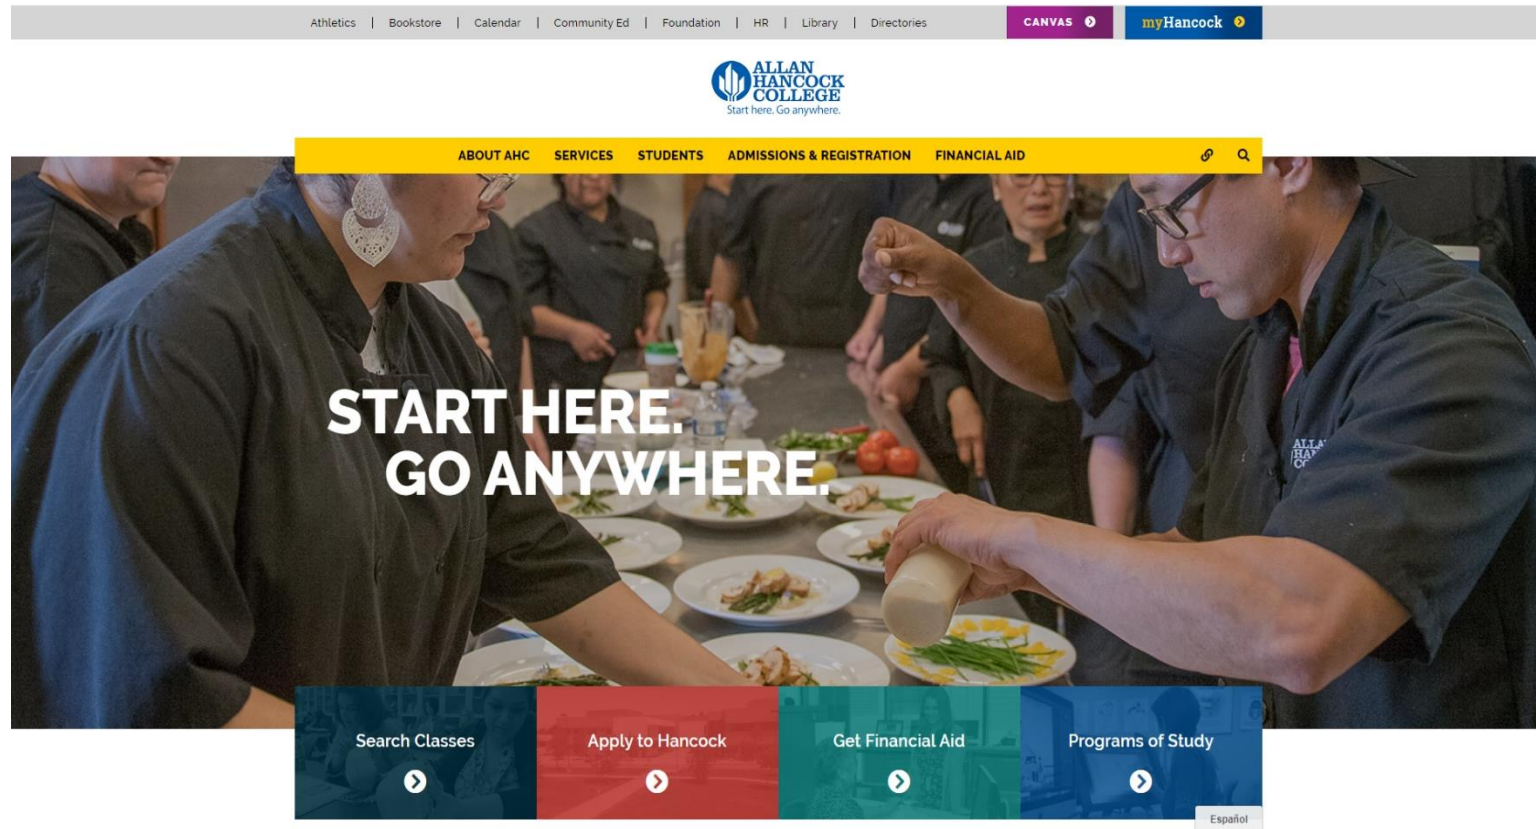 Athletics | Bookstore | Calendar | Community Ed | Foundation | HR | Library | Directories
CANVAS
myHancock
ALLAN
HANCOCK
COLLEGE
Start here. Go anywhere.
ABOUT AHC SERVICES STUDENTS ADMISSIONS & REGISTRATION FINANCIAL AID
START HERE.
GO ANYWHERE.
Search Classes
Apply to Hancock
Get Financial Aid
Programs of Study
Español